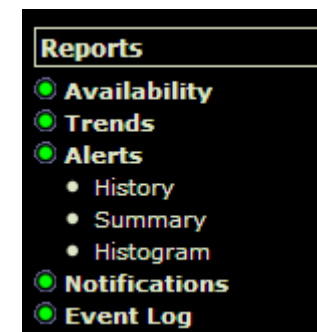 Reports
Availability
Trends
Alerts
History
Summary
Histogram
Notifications
Event Log